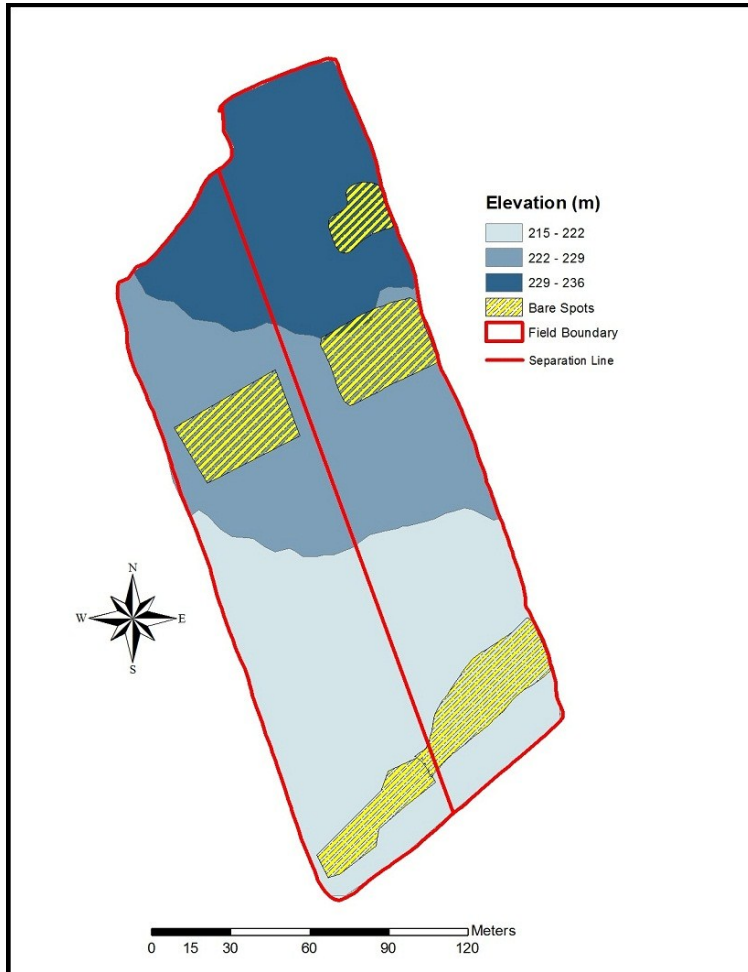 Elevation (m)
215 - 222
222 - 229
229 - 236
Bare Spots
Field Boundary
Separation Line
N
W E
S
Meters
0 15 30 60 90 120